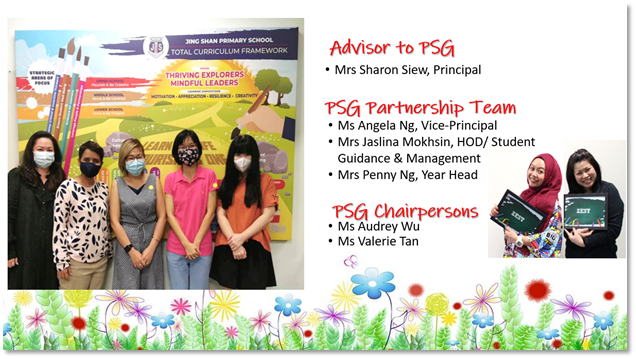 JING SHAN PRIMARY SCHOOL
TOTAL CURRICULUM FRAMEWORK
STRATEGIC
AREAS OF
FOCUS
THRIVING EXPLORERS
MINDFUL LEADERS
MOTIVATION • APPRECIATION • RESILIENCE • CREATIVITY
Advisor to PSG
• Mrs Sharon Siew, Principal
PSG Partnership Team
• Ms Angela Ng, Vice-Principal
• Mrs Jaslina Mokhsin, HOD/ Student
Guidance & Management
• Mrs Penny Ng, Year Head
PSG Chairpersons
• Ms Audrey Wu
• Ms Valerie Tan
ZEST
ZEST